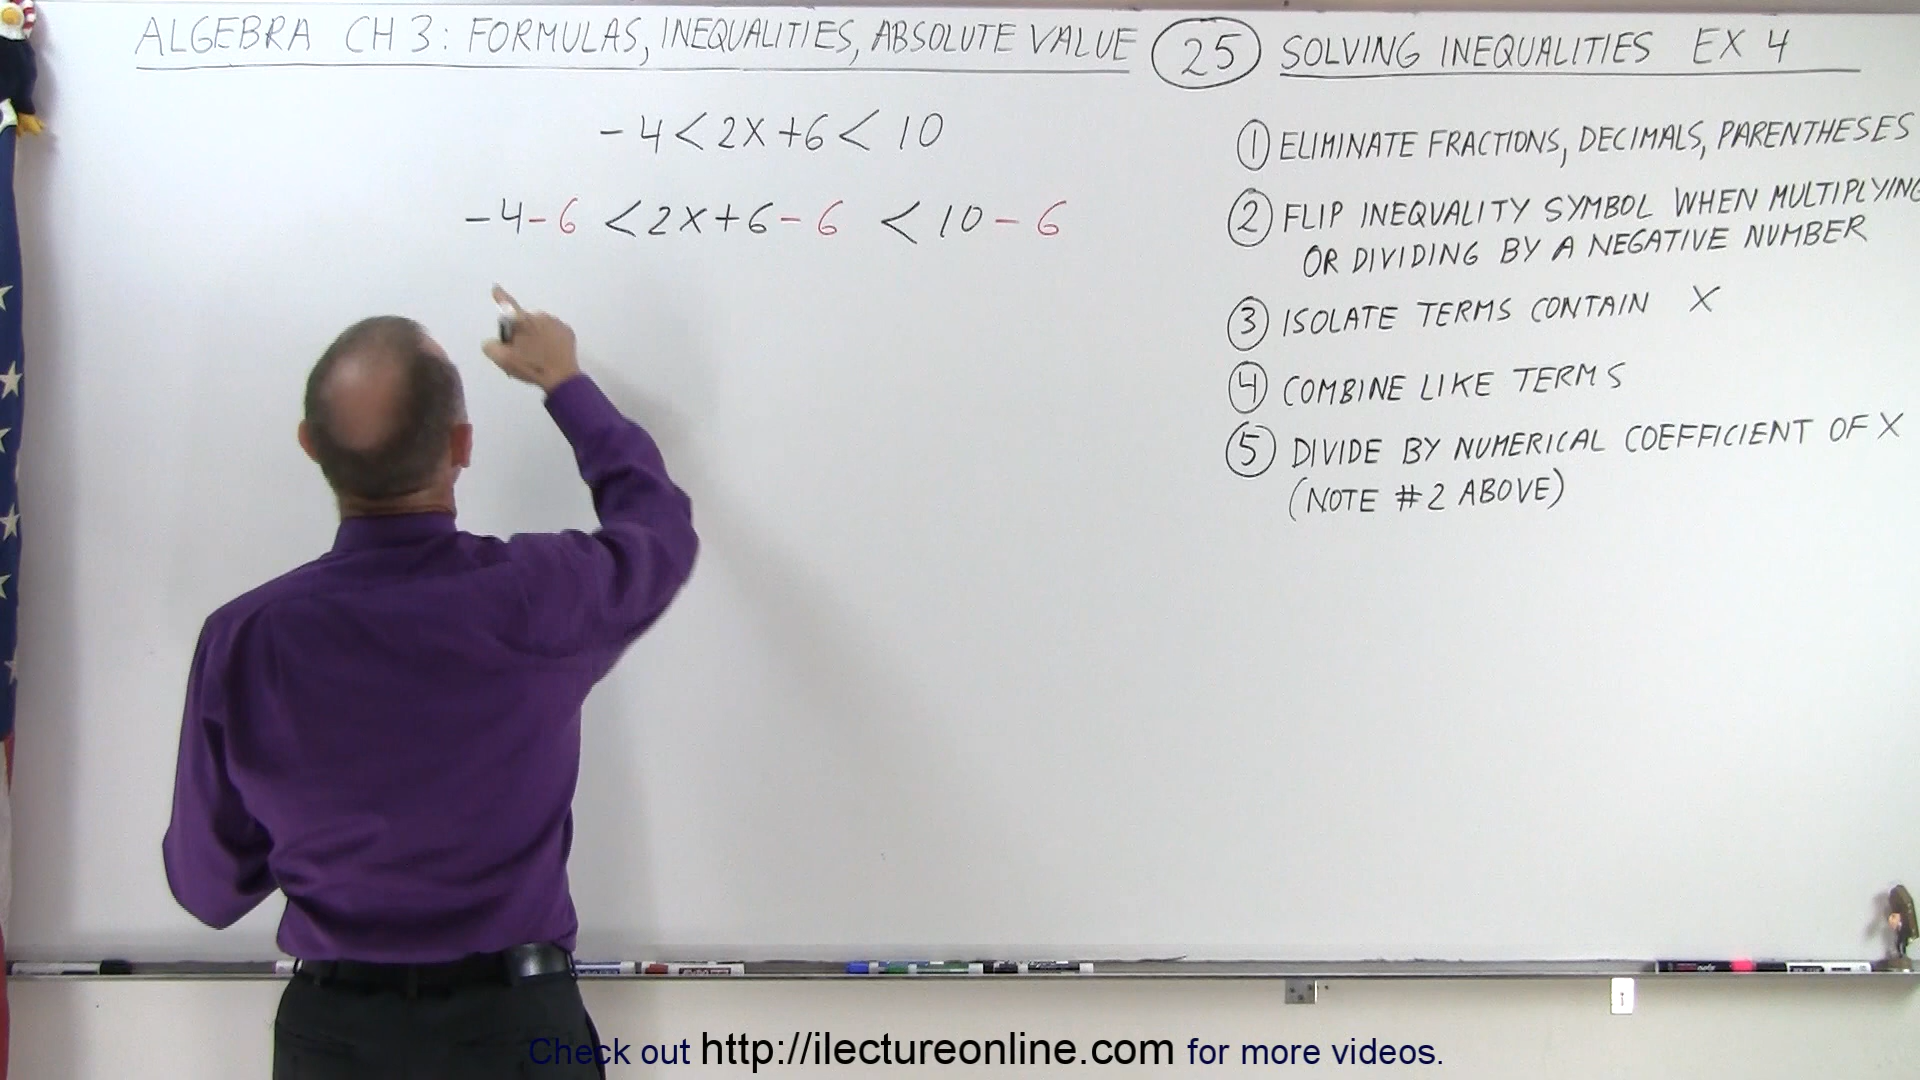 ALGEBRA CH 3: FORMULAS, INEQUALITIES, ABSOLUTE VALUE 25 SOLVING INEQUALITIES EX 4
-4 < 2X + 6 < 10
-4 - 6 < 2X + 6 - 6 < 10 - 6
1 ELIMINATE FRACTIONS, DECIMALS, PARENTHESES
2 FLIP INEQUALITY SYMBOL WHEN MULTIPLYING
OR DIVIDING BY A NEGATIVE NUMBER
3 ISOLATE TERMS CONTAIN X
4 COMBINE LIKE TERMS
5 DIVIDE BY NUMERICAL COEFFICIENT OF X
(NOTE #2 ABOVE)
Check out http://ilectureonline.com for more videos.